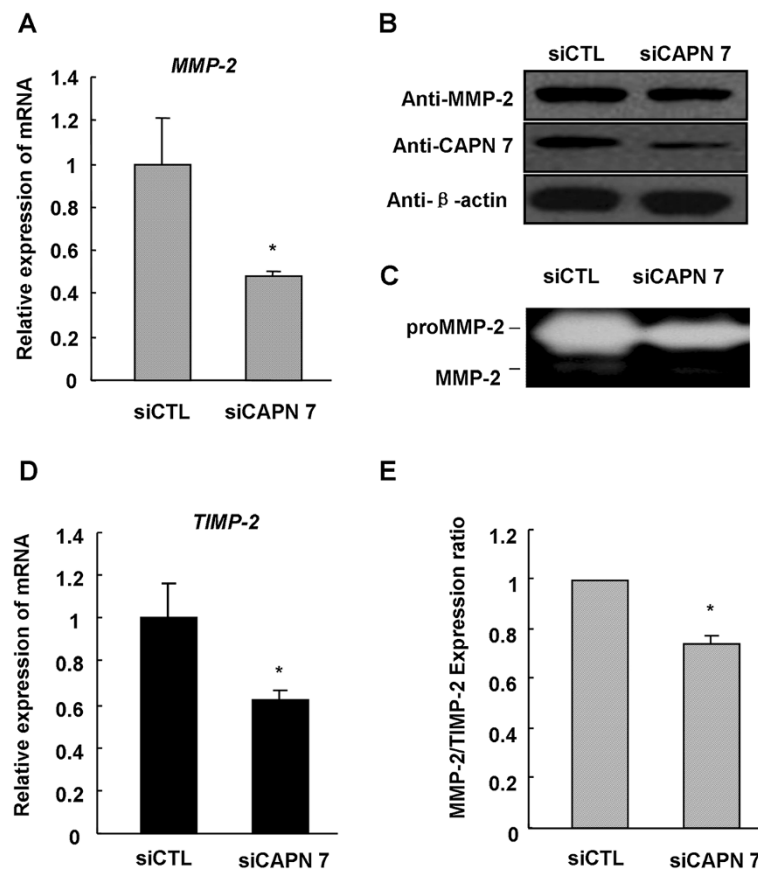 A
MMP-2
Relative expression of mRNA
1.4
1.2
1
0.8
0.6
0.4
0.2
0
*
siCTL siCAPN 7
B
siCTL siCAPN 7
Anti-MMP-2
Anti-CAPN 7
Anti-β-actin
C
siCTL siCAPN 7
proMMP-2
MMP-2
D
TIMP-2
Relative expression of mRNA
1.4
1.2
1
0.8
0.6
0.4
0.2
0
*
siCTL siCAPN 7
E
MMP-2/TIMP-2 Expression ratio
1.2
1
0.8
0.6
0.4
0.2
0
*
siCTL siCAPN 7